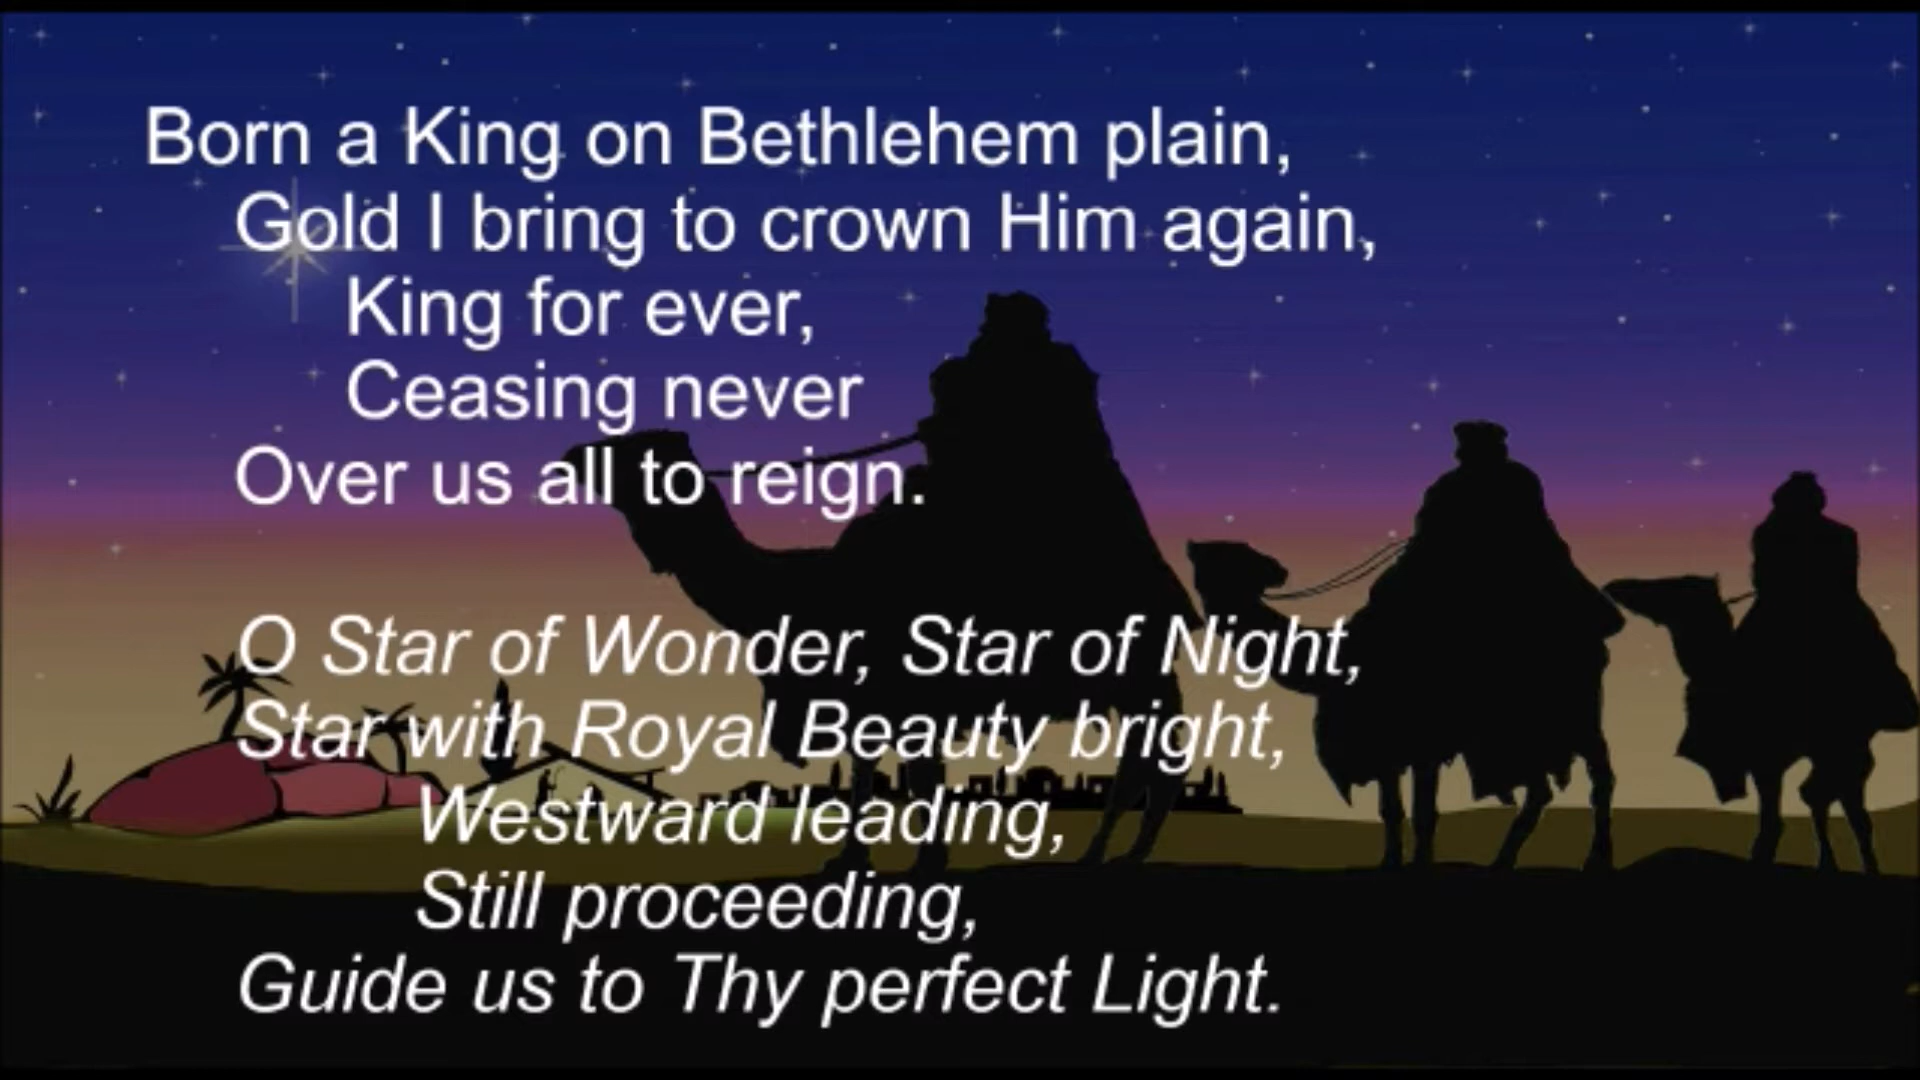 Born a King on Bethlehem plain,
Gold I bring to crown Him again,
King for ever,
Ceasing never
Over us all to reign.
O Star of Wonder, Star of Night,
Star with Royal Beauty bright,
Westward leading,
Still proceeding,
Guide us to Thy perfect Light.